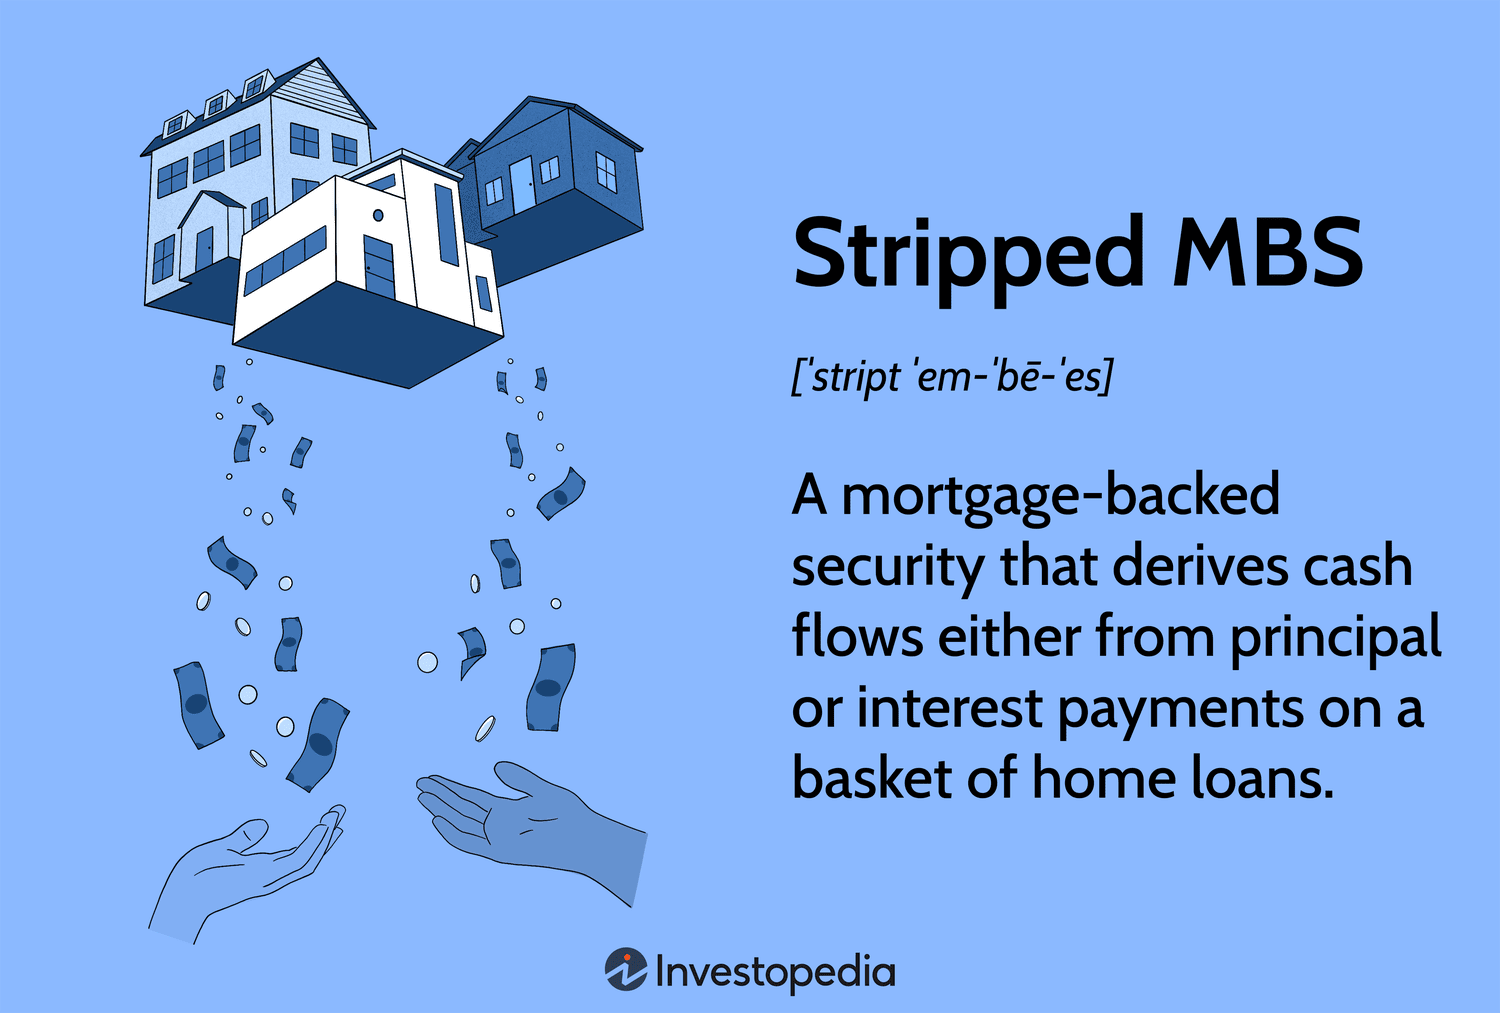 Stripped MBS
[ˈstript ˈem-ˈbē-ˈes]
A mortgage-backed
security that derives cash
flows either from principal
or interest payments on a
basket of home loans.
Investopedia